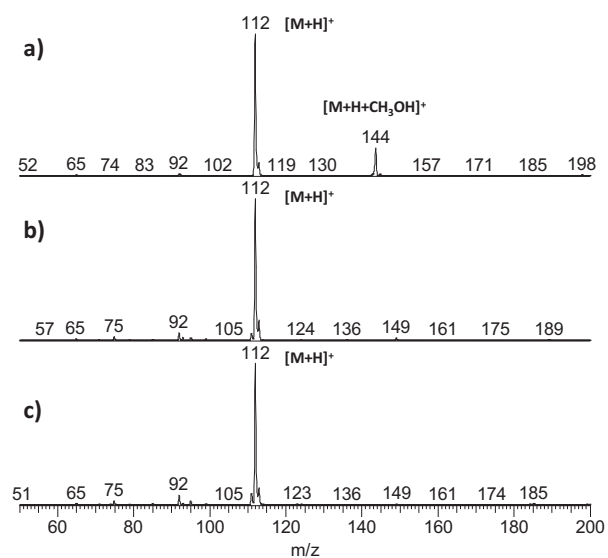 112 [M+H]⁺
a)
[M+H+CH₃OH]⁺
144
52 65 74 83 92 102 119 130 157 171 185 198
112 [M+H]⁺
b)
57 65 75 92 105 124 136 149 161 175 189
112 [M+H]⁺
c)
51 65 75 92 105 123 136 149 161 174 185
60 80 100 120 140 160 180 200
m/z